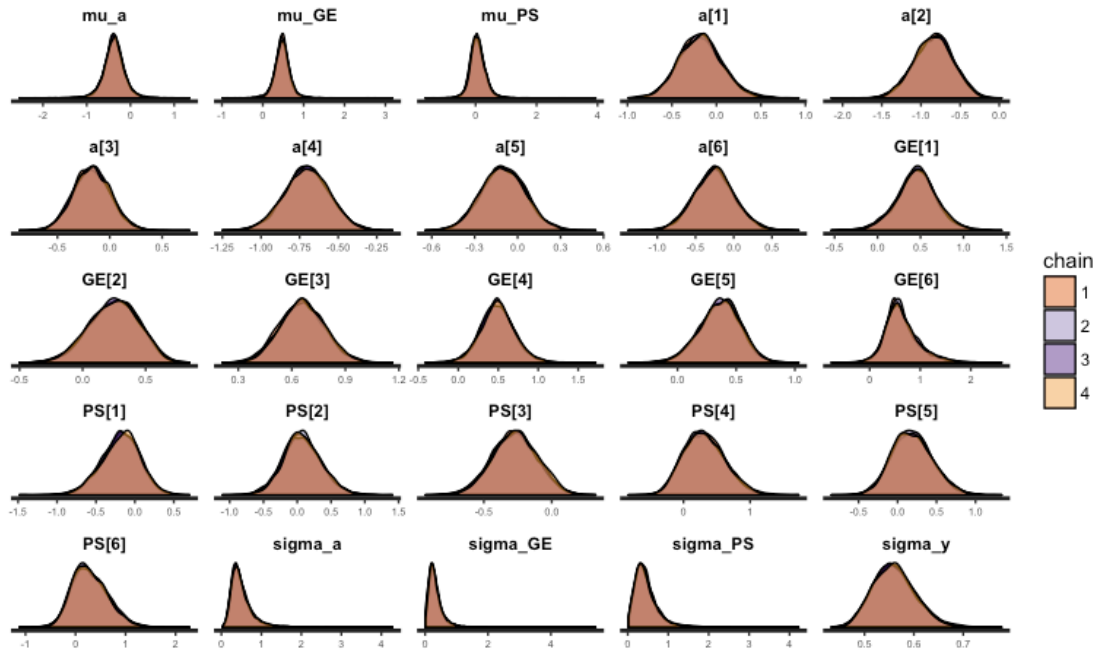 mu_a mu_GE mu_PS a[1] a[2]
-2 -1 0 1 -1 0 1 2 3 0 2 4 -1.0 -0.5 0.0 0.5 1.0 -2.0 -1.5 -1.0 -0.5 0.0
a[3] a[4] a[5] a[6] GE[1]
-0.5 0.0 0.5 -1.25 -1.00 -0.75 -0.50 -0.25 -0.6 -0.3 0.0 0.3 0.6 -1.0 -0.5 0.0 0.5 -0.5 0.0 0.5 1.0 1.5
GE[2] GE[3] GE[4] GE[5] GE[6]
-0.5 0.0 0.5 0.3 0.6 0.9 1.2 -0.5 0.0 0.5 1.0 1.5 0.0 0.5 1.0 0 1 2
chain
1
2
3
4
PS[1] PS[2] PS[3] PS[4] PS[5]
-1.5 -1.0 -0.5 0.0 0.5 -1.0 -0.5 0.0 0.5 1.0 1.5 -0.5 0.0 0 1 -0.5 0.0 0.5 1.0
PS[6] sigma_a sigma_GE sigma_PS sigma_y
-1 0 1 2 0 1 2 3 4 0 2 4 0 1 2 3 4 0.5 0.6 0.7